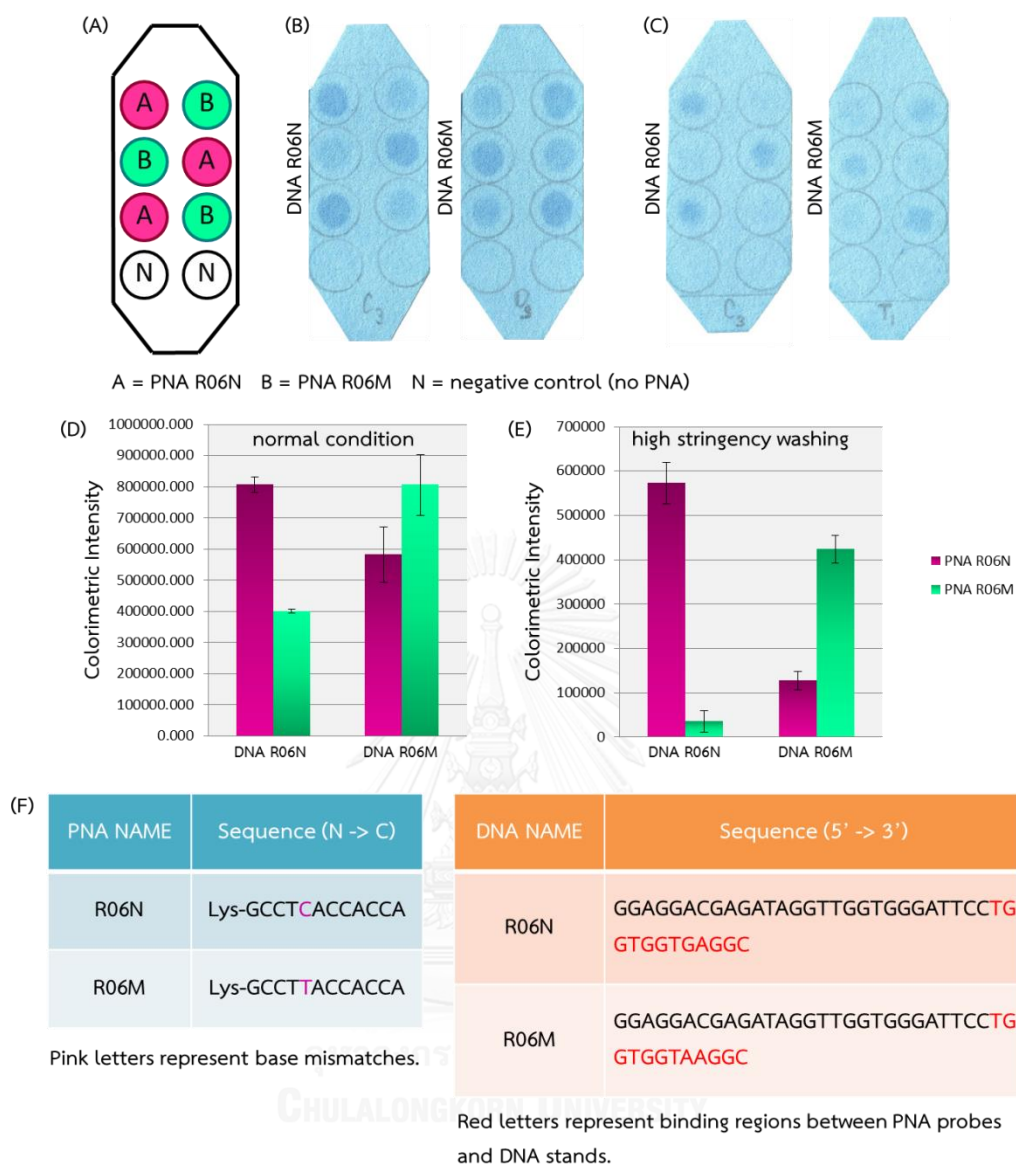 (A)
(B)
(C)
A B
B A
A B
N N
DNA R06N
DNA R06M
DNA R06N
DNA R06M
C3
C3
T1
A = PNA R06N B = PNA R06M N = negative control (no PNA)
(D)
normal condition
Colorimetric Intensity
1000000.000
900000.000
800000.000
700000.000
600000.000
500000.000
400000.000
300000.000
200000.000
100000.000
0.000
DNA R06N DNA R06M
(E)
high stringency washing
Colorimetric Intensity
700000
600000
500000
400000
300000
200000
100000
0
DNA R06N DNA R06M
PNA R06N
PNA R06M
(F)
PNA NAME Sequence (N -> C)
R06N Lys-GCCTCACCACCA
R06M Lys-GCCTTACCACCA
Pink letters represent base mismatches.
DNA NAME Sequence (5' -> 3')
R06N GGAGGACGAGATAGGTTGGTGGGATTCCTG
GTGGTGAGGC
R06M GGAGGACGAGATAGGTTGGTGGGATTCCTG
GTGGTAAGGC
Red letters represent binding regions between PNA probes
and DNA stands.
CHULALONGKORN UNIVERSITY